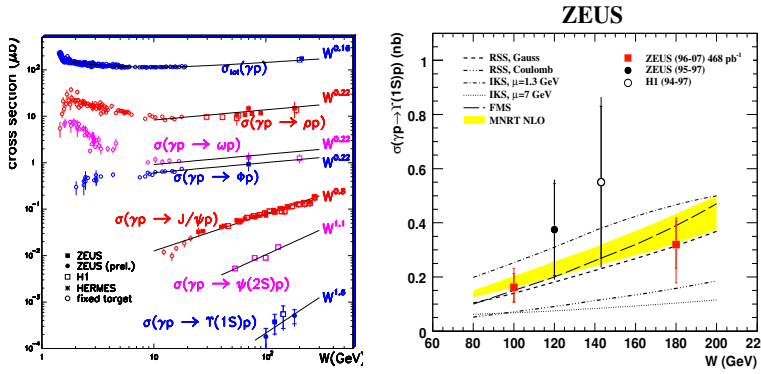 ZEUS
cross section (μb)
10²
10
1
10⁻¹
10⁻²
10⁻³
10⁻⁴
σtot(γp)
W^0.16
W^0.22
σ(γp → ρp)
W^0.22
σ(γp → ωp)
W^0.22
σ(γp → φp)
W^0.8
σ(γp → J/ψp)
W^1.1
σ(γp → ψ(2S)p)
W^1.6
σ(γp → Υ(1S)p)
ZEUS
ZEUS (prel.)
H1
HERMES
fixed target
1 10 10²
W(GeV)
σ(γp→Υ(1S)p) (nb)
1
0.8
0.6
0.4
0.2
0
RSS, Gauss
RSS, Coulomb
IKS, μ=1.3 GeV
IKS, μ=7 GeV
FMS
MNRT NLO
ZEUS (96-07) 468 pb⁻¹
ZEUS (95-97)
H1 (94-97)
60 80 100 120 140 160 180 200 220
W (GeV)